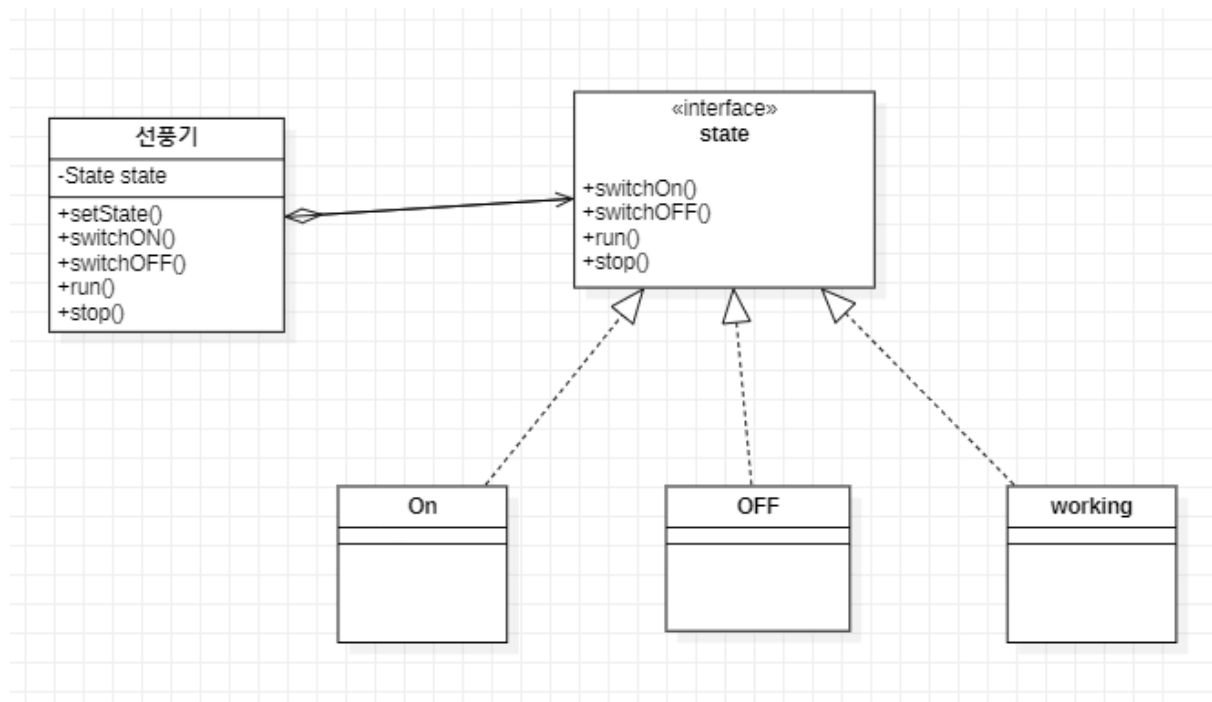 선풍기
-State state
+setState()
+switchON()
+switchOFF()
+run()
+stop()
«interface»
state
+switchOn()
+switchOFF()
+run()
+stop()
On
OFF
working